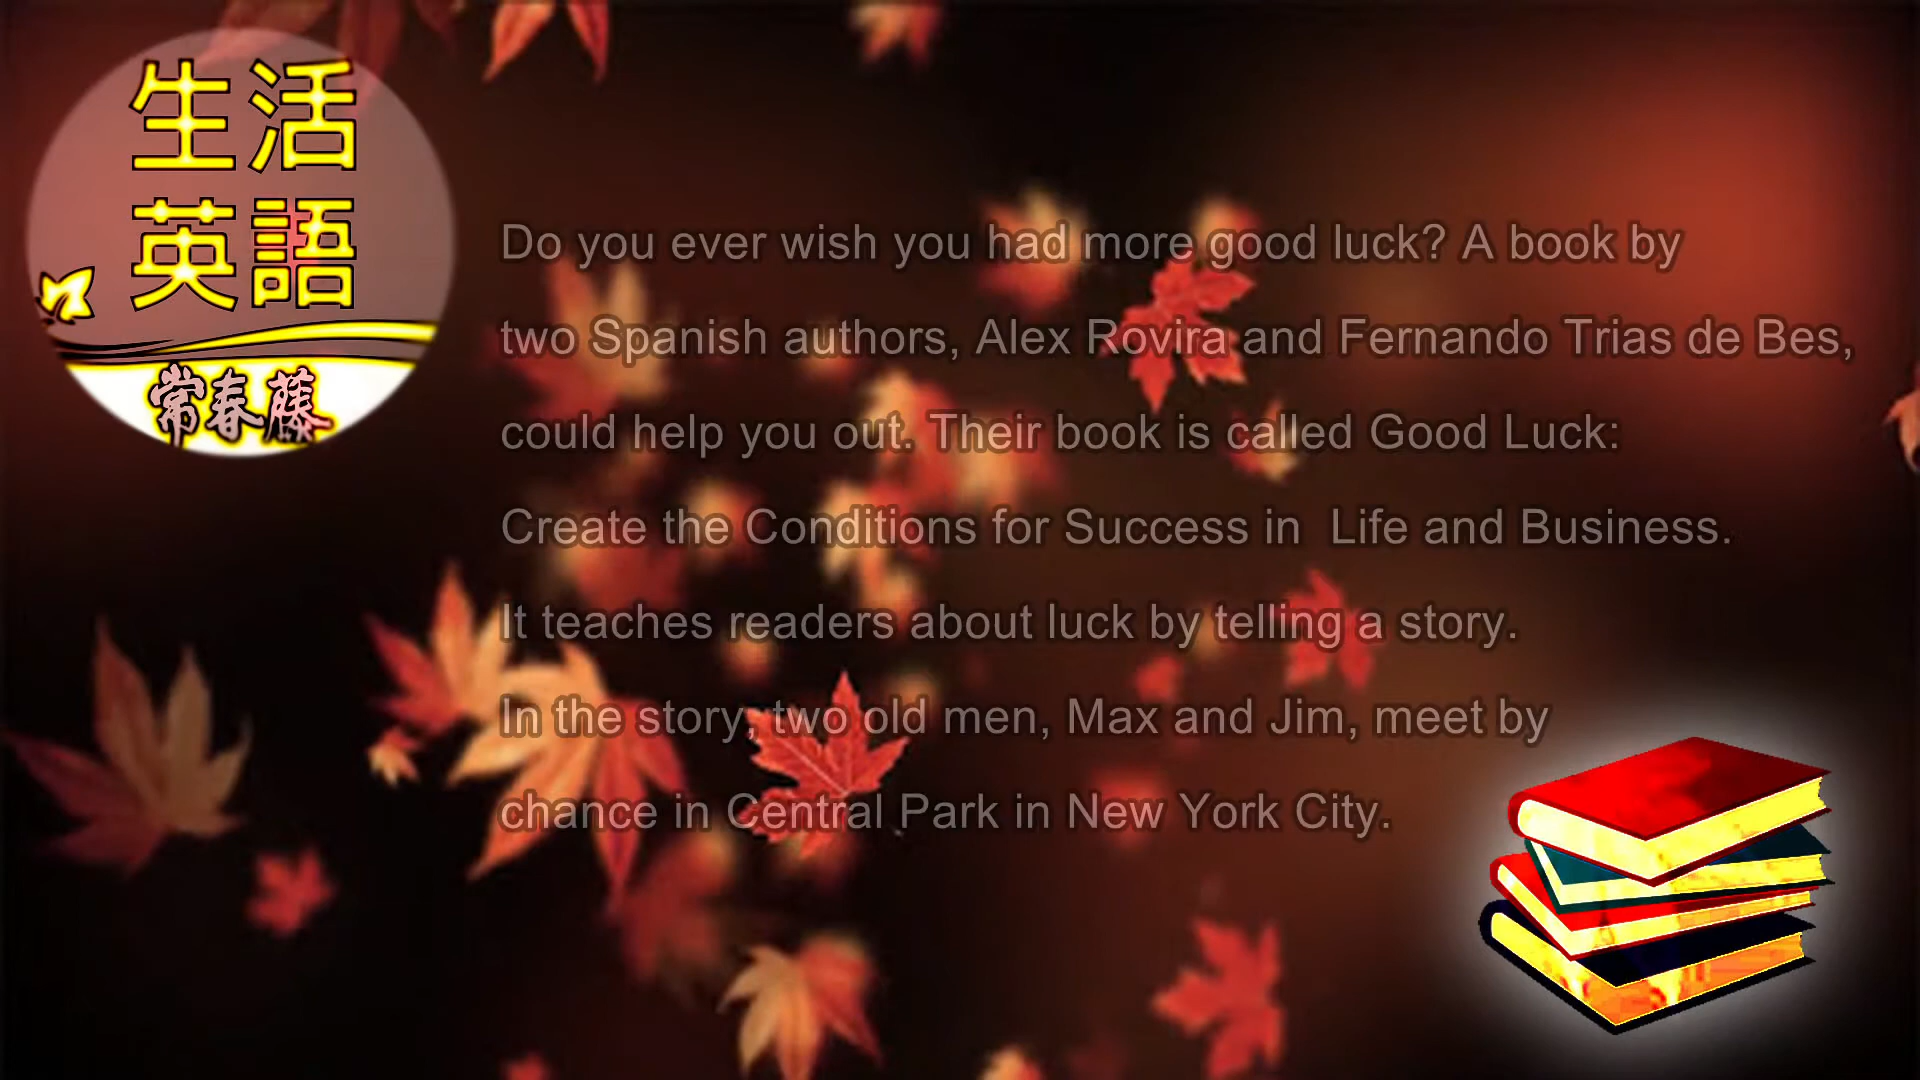 生活
英語
常春藤
Do you ever wish you had more good luck? A book by
two Spanish authors, Alex Rovira and Fernando Trias de Bes,
could help you out. Their book is called Good Luck:
Create the Conditions for Success in  Life and Business.
It teaches readers about luck by telling a story.
In the story, two old men, Max and Jim, meet by
chance in Central Park in New York City.